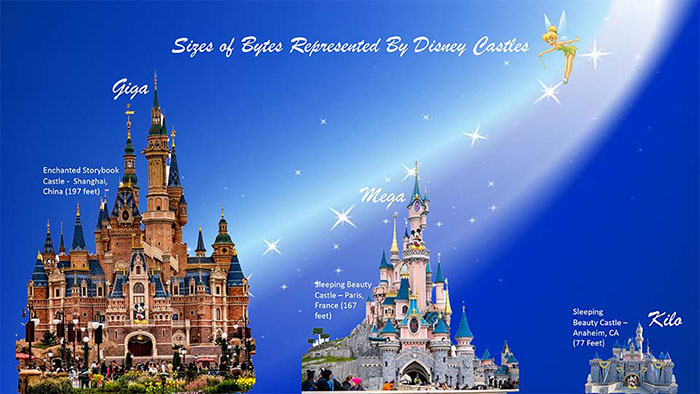 Sizes of Bytes Represented By Disney Castles
Giga
Enchanted Storybook
Castle - Shanghai,
China (197 feet)
Mega
Sleeping Beauty
Castle – Paris,
France (167
feet)
Kilo
Sleeping
Beauty Castle –
Anaheim, CA
(77 Feet)